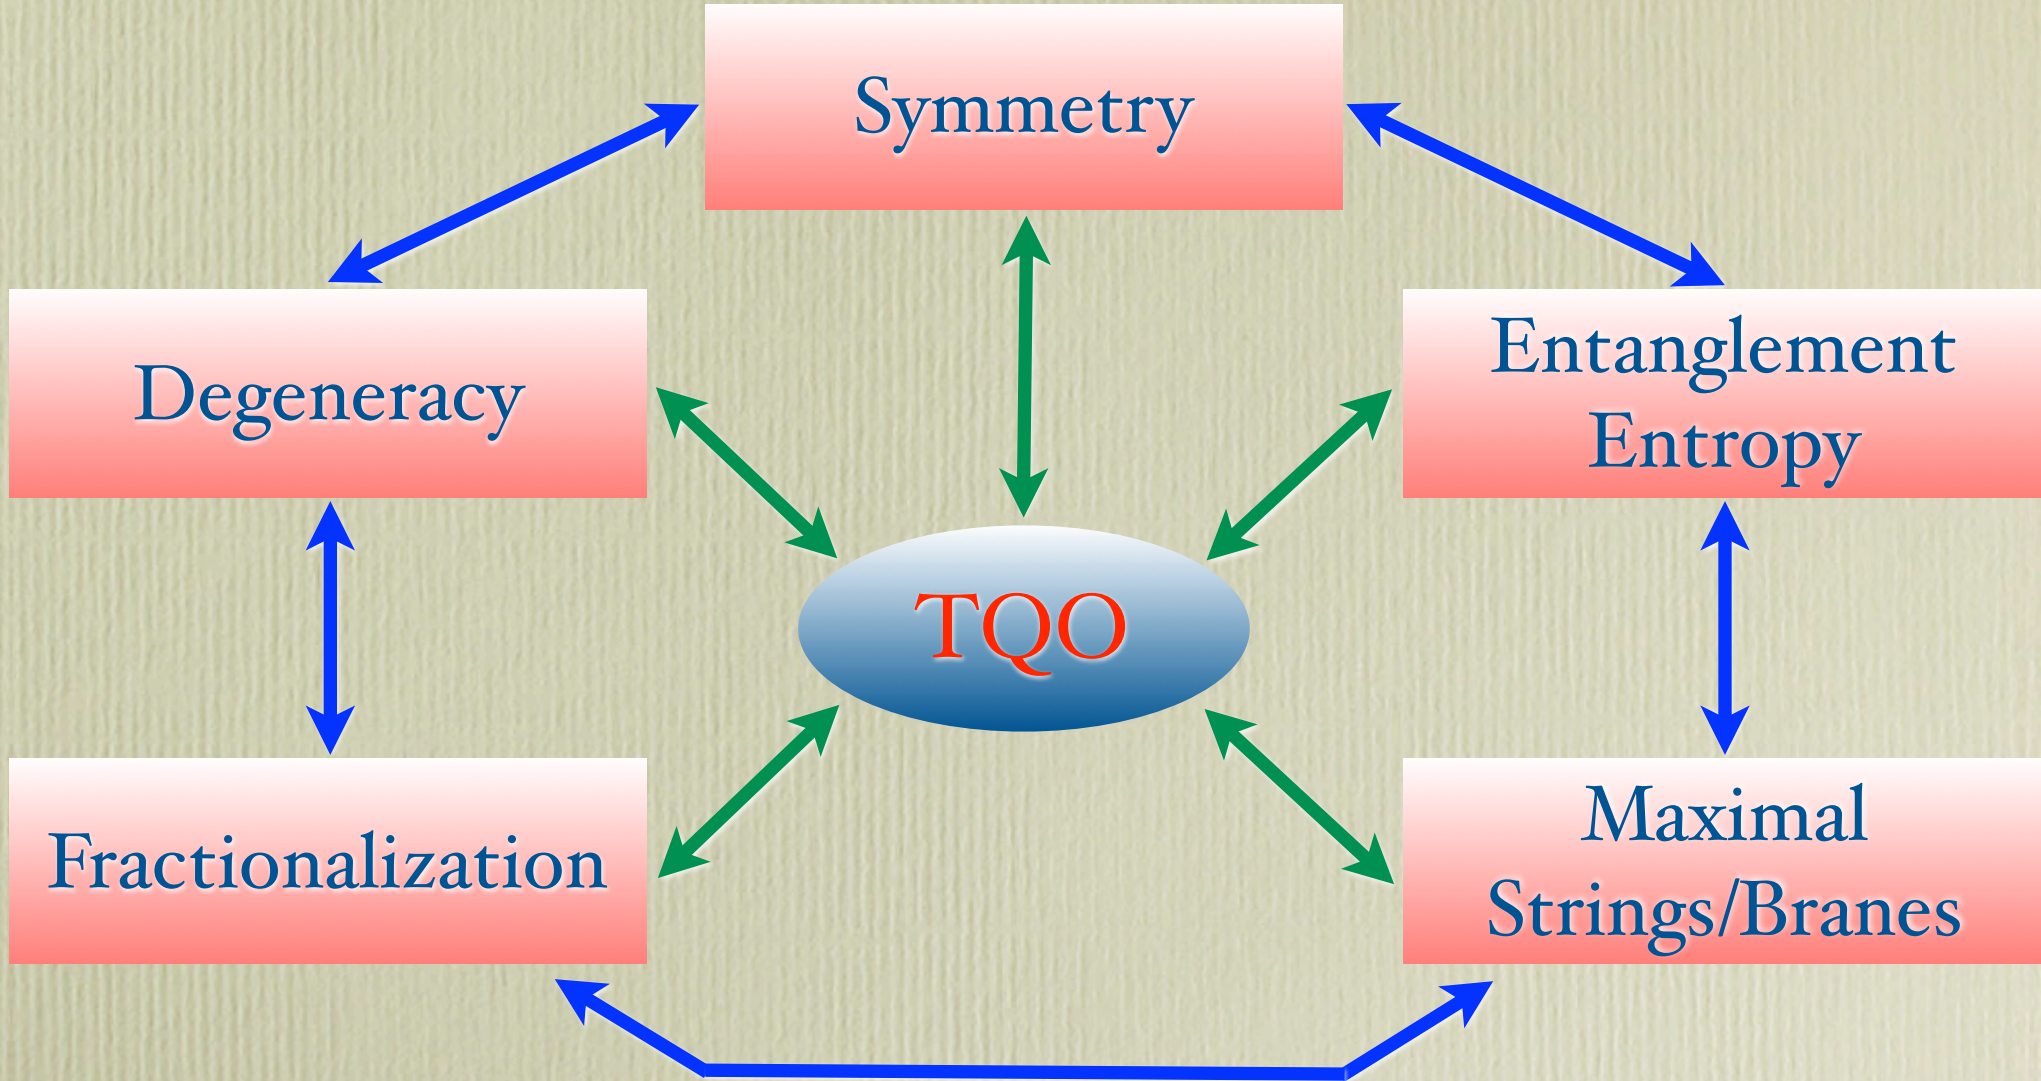 Symmetry
Degeneracy
Entanglement
Entropy
TQO
Fractionalization
Maximal
Strings/Branes